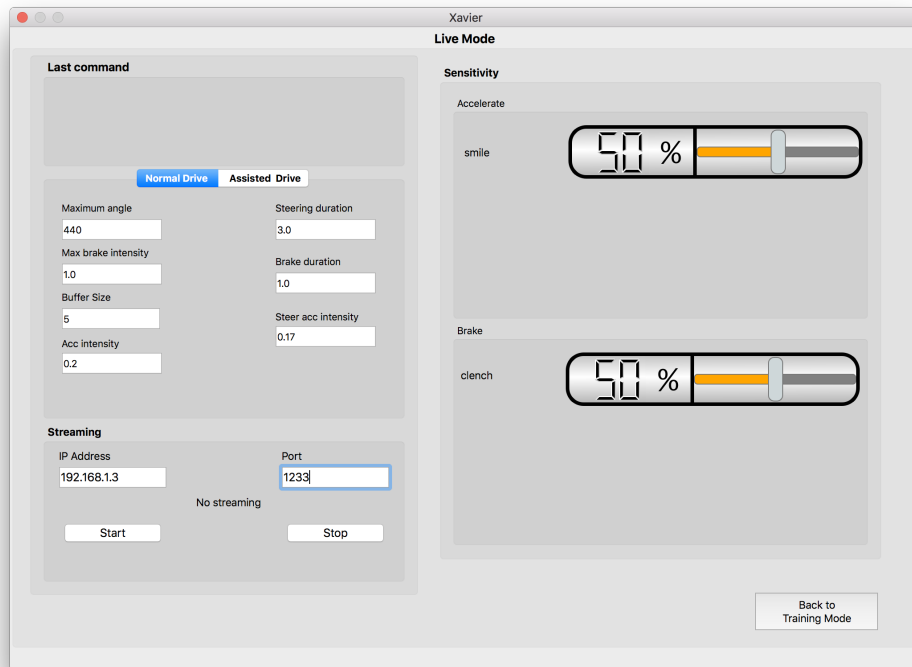 Xavier
Live Mode
Last command
Normal Drive
Assisted Drive
Maximum angle
440
Steering duration
3.0
Max brake intensity
1.0
Brake duration
1.0
Buffer Size
5
Steer acc intensity
0.17
Acc intensity
0.2
Streaming
IP Address
192.168.1.3
Port
1233
No streaming
Start
Stop
Sensitivity
Accelerate
smile
50 %
Brake
clench
50 %
Back to
Training Mode